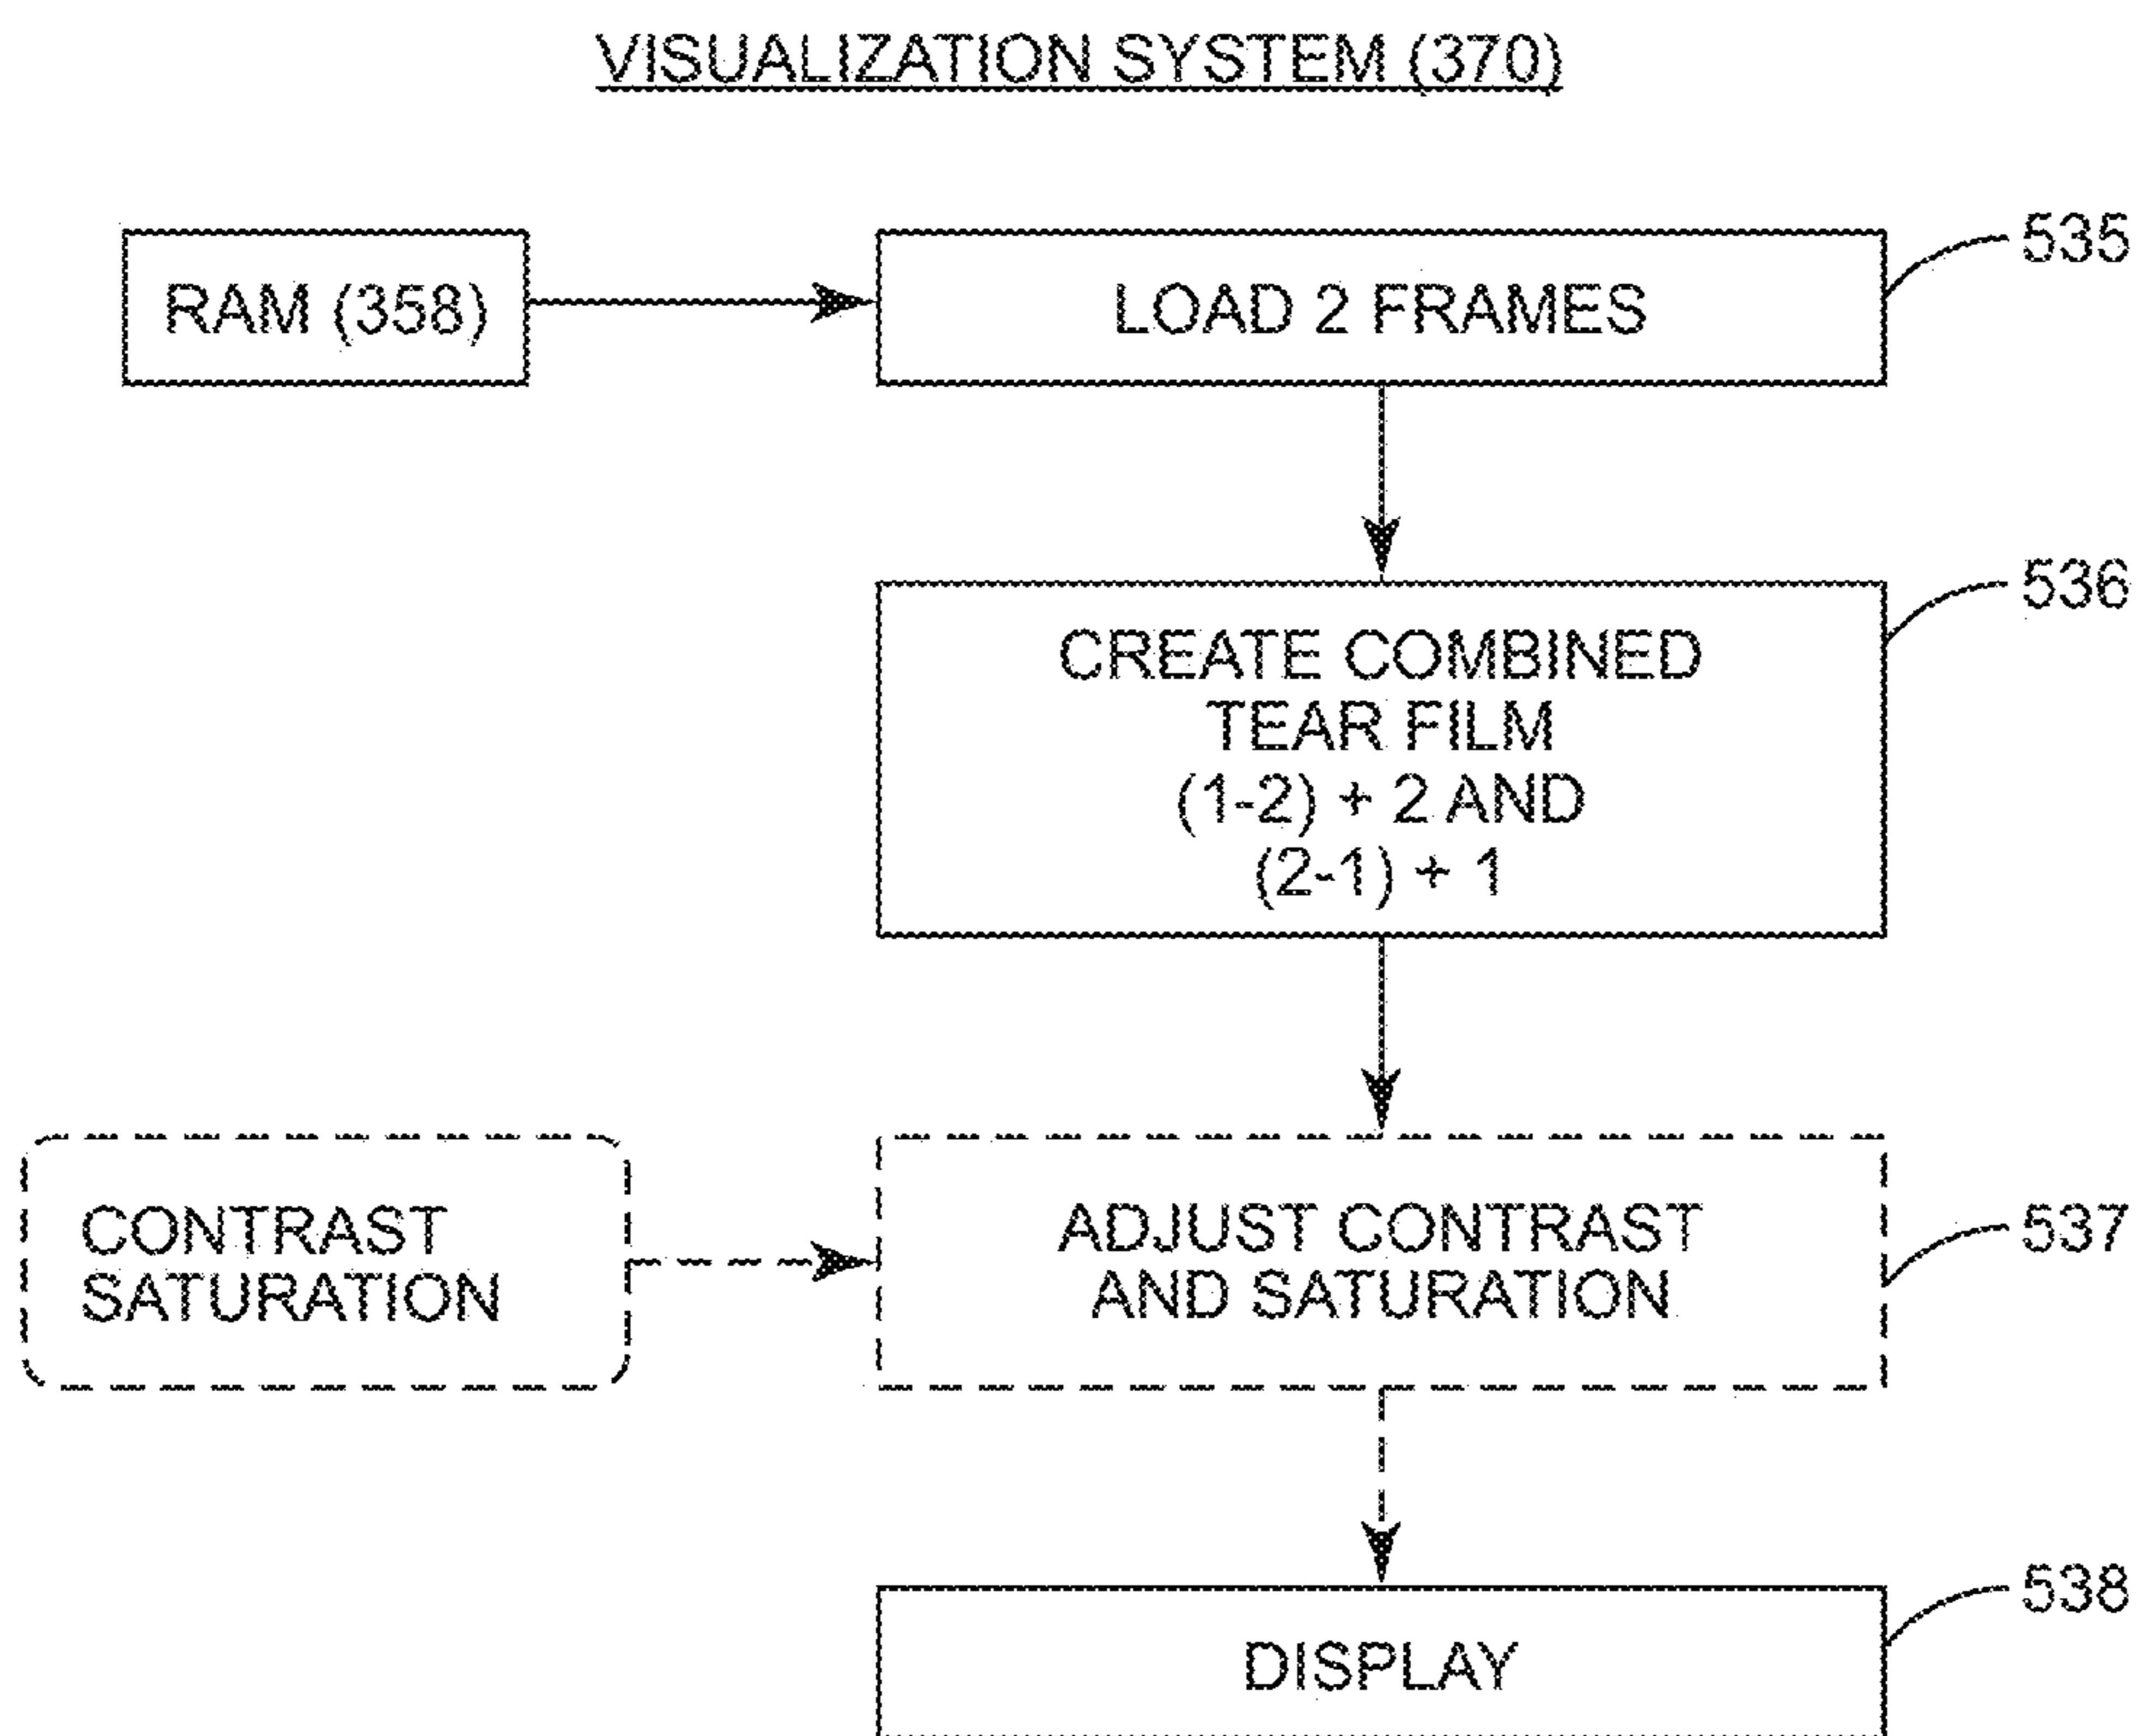 VISUALIZATION SYSTEM (370)
RAM (358)
LOAD 2 FRAMES
535
CREATE COMBINED
TEAR FILM
(1-2) + 2 AND
(2-1) + 1
536
CONTRAST
SATURATION
ADJUST CONTRAST
AND SATURATION
537
DISPLAY
538